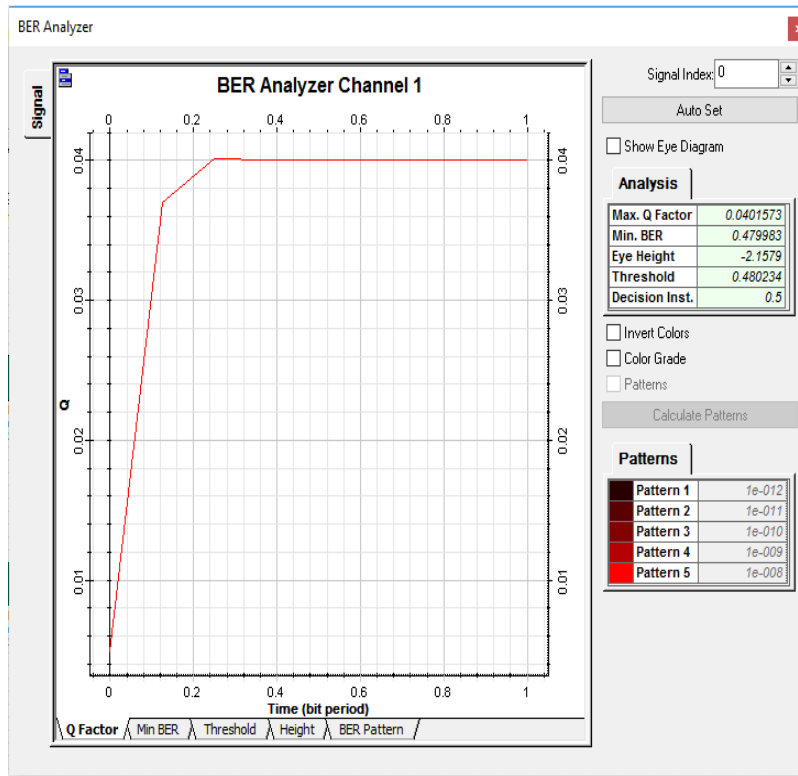 BER Analyzer
Signal
BER Analyzer Channel 1
0 0.2 0.4 0.6 0.8 1
0.04 0.04
0.03 0.03
Q
0.02 0.02
0.01 0.01
0 0.2 0.4 0.6 0.8 1
Time (bit period)
Q Factor Min BER Threshold Height BER Pattern
Signal Index: 0
Auto Set
Show Eye Diagram
Analysis
Max. Q Factor 0.0401573
Min. BER 0.479983
Eye Height -2.1579
Threshold 0.480234
Decision Inst. 0.5
Invert Colors
Color Grade
Patterns
Calculate Patterns
Patterns
Pattern 1 1e-012
Pattern 2 1e-011
Pattern 3 1e-010
Pattern 4 1e-009
Pattern 5 1e-008